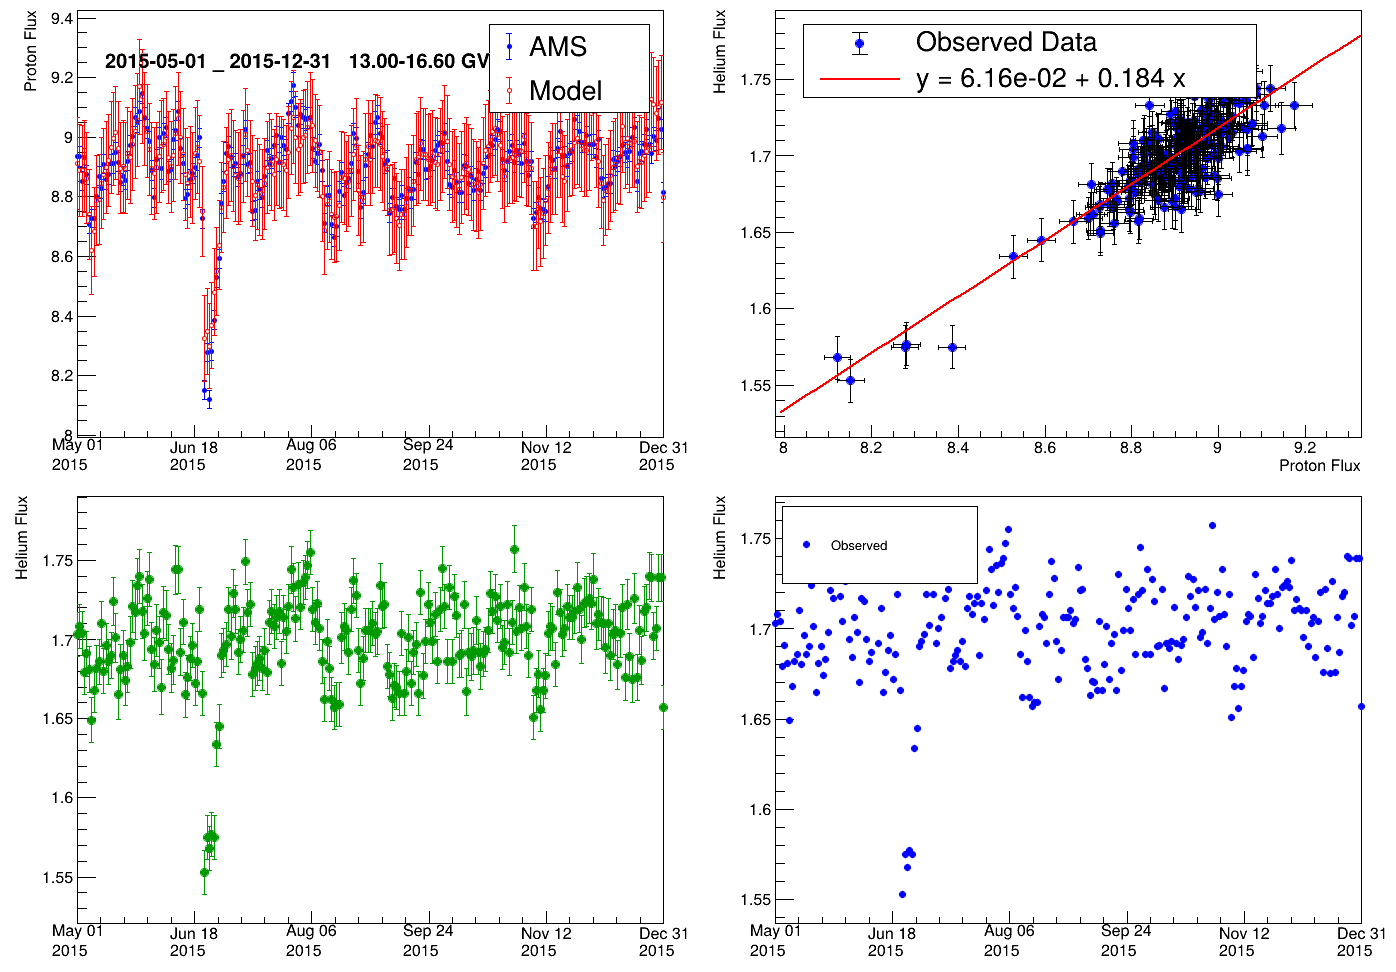 Proton Flux
9.4
9.2
9
8.8
8.6
8.4
8.2
8
2015-05-01 _ 2015-12-31 13.00-16.60 GV
AMS
Model
May 01 Jun 18 Aug 06 Sep 24 Nov 12 Dec 31
2015 2015 2015 2015 2015 2015
Helium Flux
1.75
1.7
1.65
1.6
1.55
Observed Data
y = 6.16e-02 + 0.184 x
8 8.2 8.4 8.6 8.8 9 9.2
Proton Flux
Helium Flux
1.75
1.7
1.65
1.6
1.55
May 01 Jun 18 Aug 06 Sep 24 Nov 12 Dec 31
2015 2015 2015 2015 2015 2015
Helium Flux
1.75
1.7
1.65
1.6
1.55
Observed
May 01 Jun 18 Aug 06 Sep 24 Nov 12 Dec 31
2015 2015 2015 2015 2015 2015